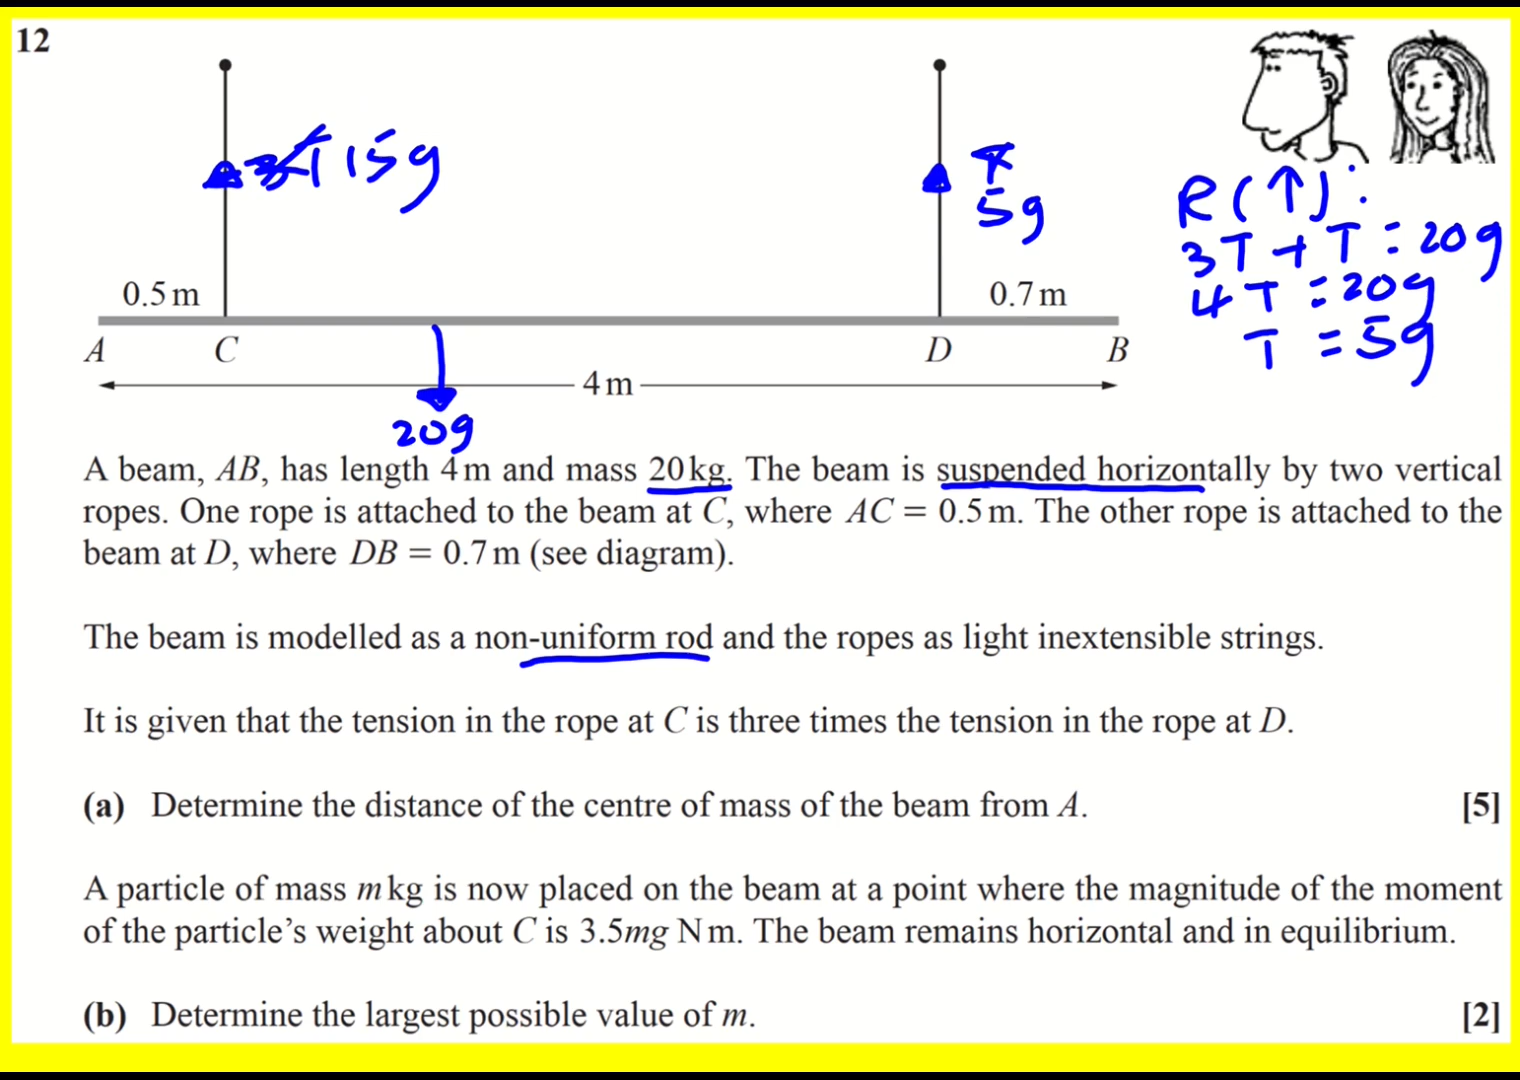 12
3T 15g
T
5g
R(↑):
3T + T = 20g
4T = 20g
T = 5g
0.5 m
0.7 m
A
C
D
B
4 m
20g
A beam, AB, has length 4 m and mass 20 kg. The beam is suspended horizontally by two vertical
ropes. One rope is attached to the beam at C, where AC = 0.5 m. The other rope is attached to the
beam at D, where DB = 0.7 m (see diagram).
The beam is modelled as a non-uniform rod and the ropes as light inextensible strings.
It is given that the tension in the rope at C is three times the tension in the rope at D.
(a) Determine the distance of the centre of mass of the beam from A. [5]
A particle of mass m kg is now placed on the beam at a point where the magnitude of the moment
of the particle's weight about C is 3.5mg N m. The beam remains horizontal and in equilibrium.
(b) Determine the largest possible value of m. [2]